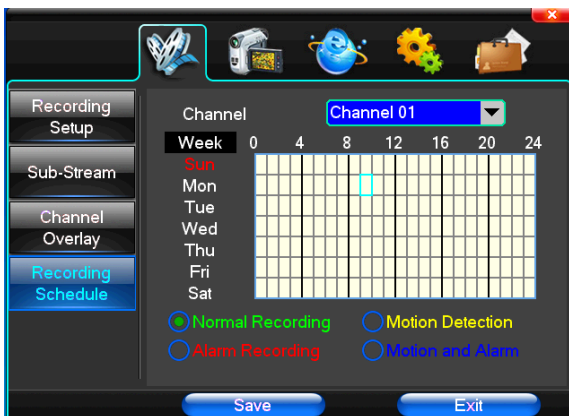 Recording
Setup
Sub-Stream
Channel
Overlay
Recording
Schedule
Channel Channel 01
Week 0 4 8 12 16 20 24
Sun
Mon
Tue
Wed
Thu
Fri
Sat
Normal Recording Motion Detection
Alarm Recording Motion and Alarm
Save Exit